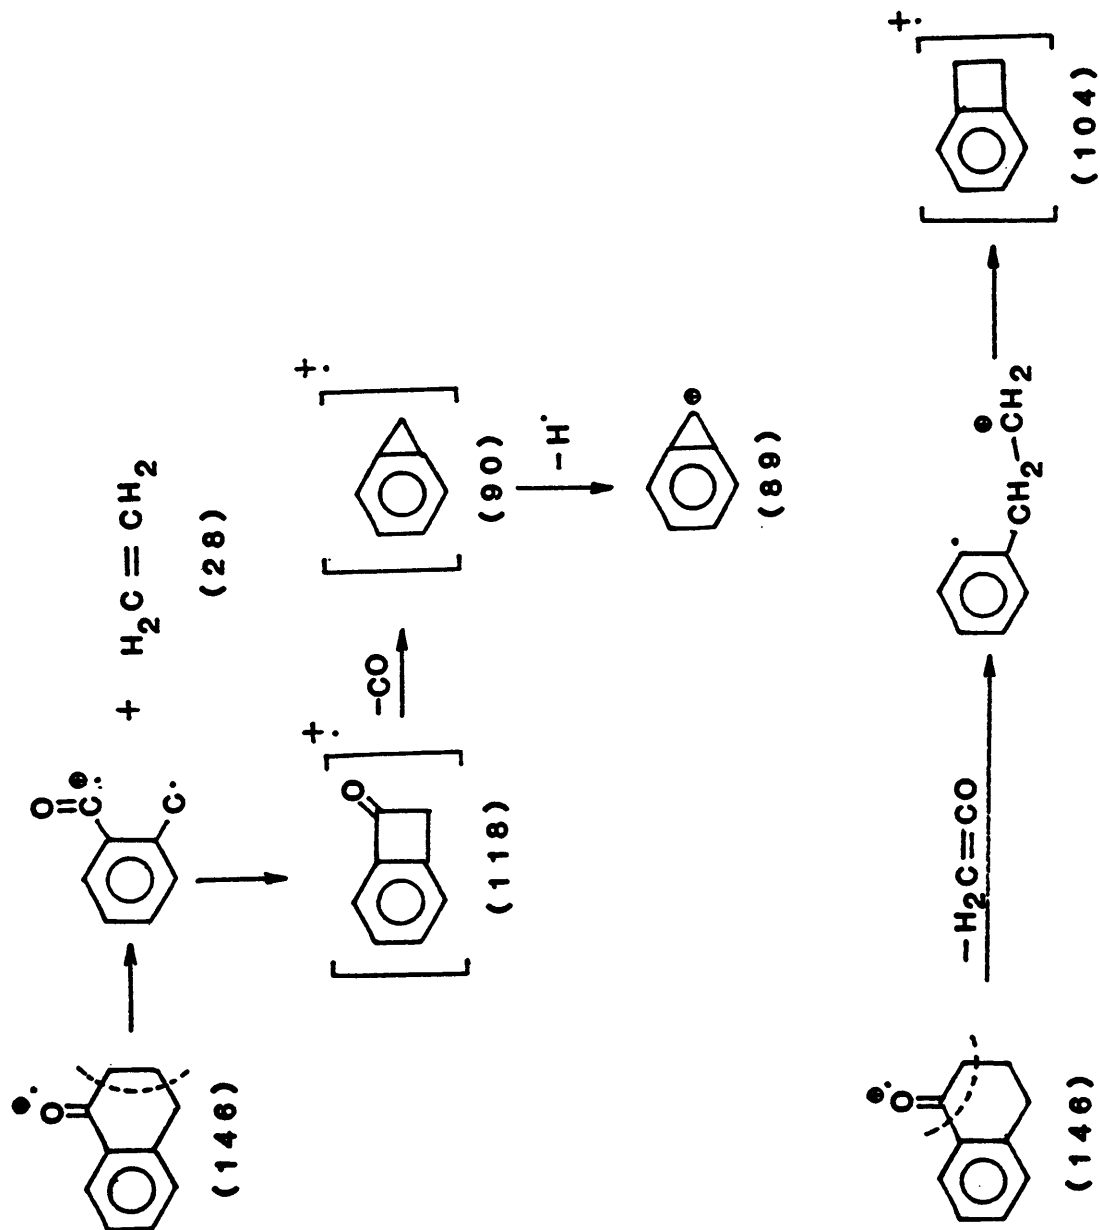 ⊕.
O
(146)
O
C ⊕..
C.
+ H2C=CH2
(28)
+.
O
(118)
-CO
+.
(90)
-H.
⊕
(89)
⊕.
O
(146)
-H2C=CO
.
CH2-CH2
⊕
+.
(104)